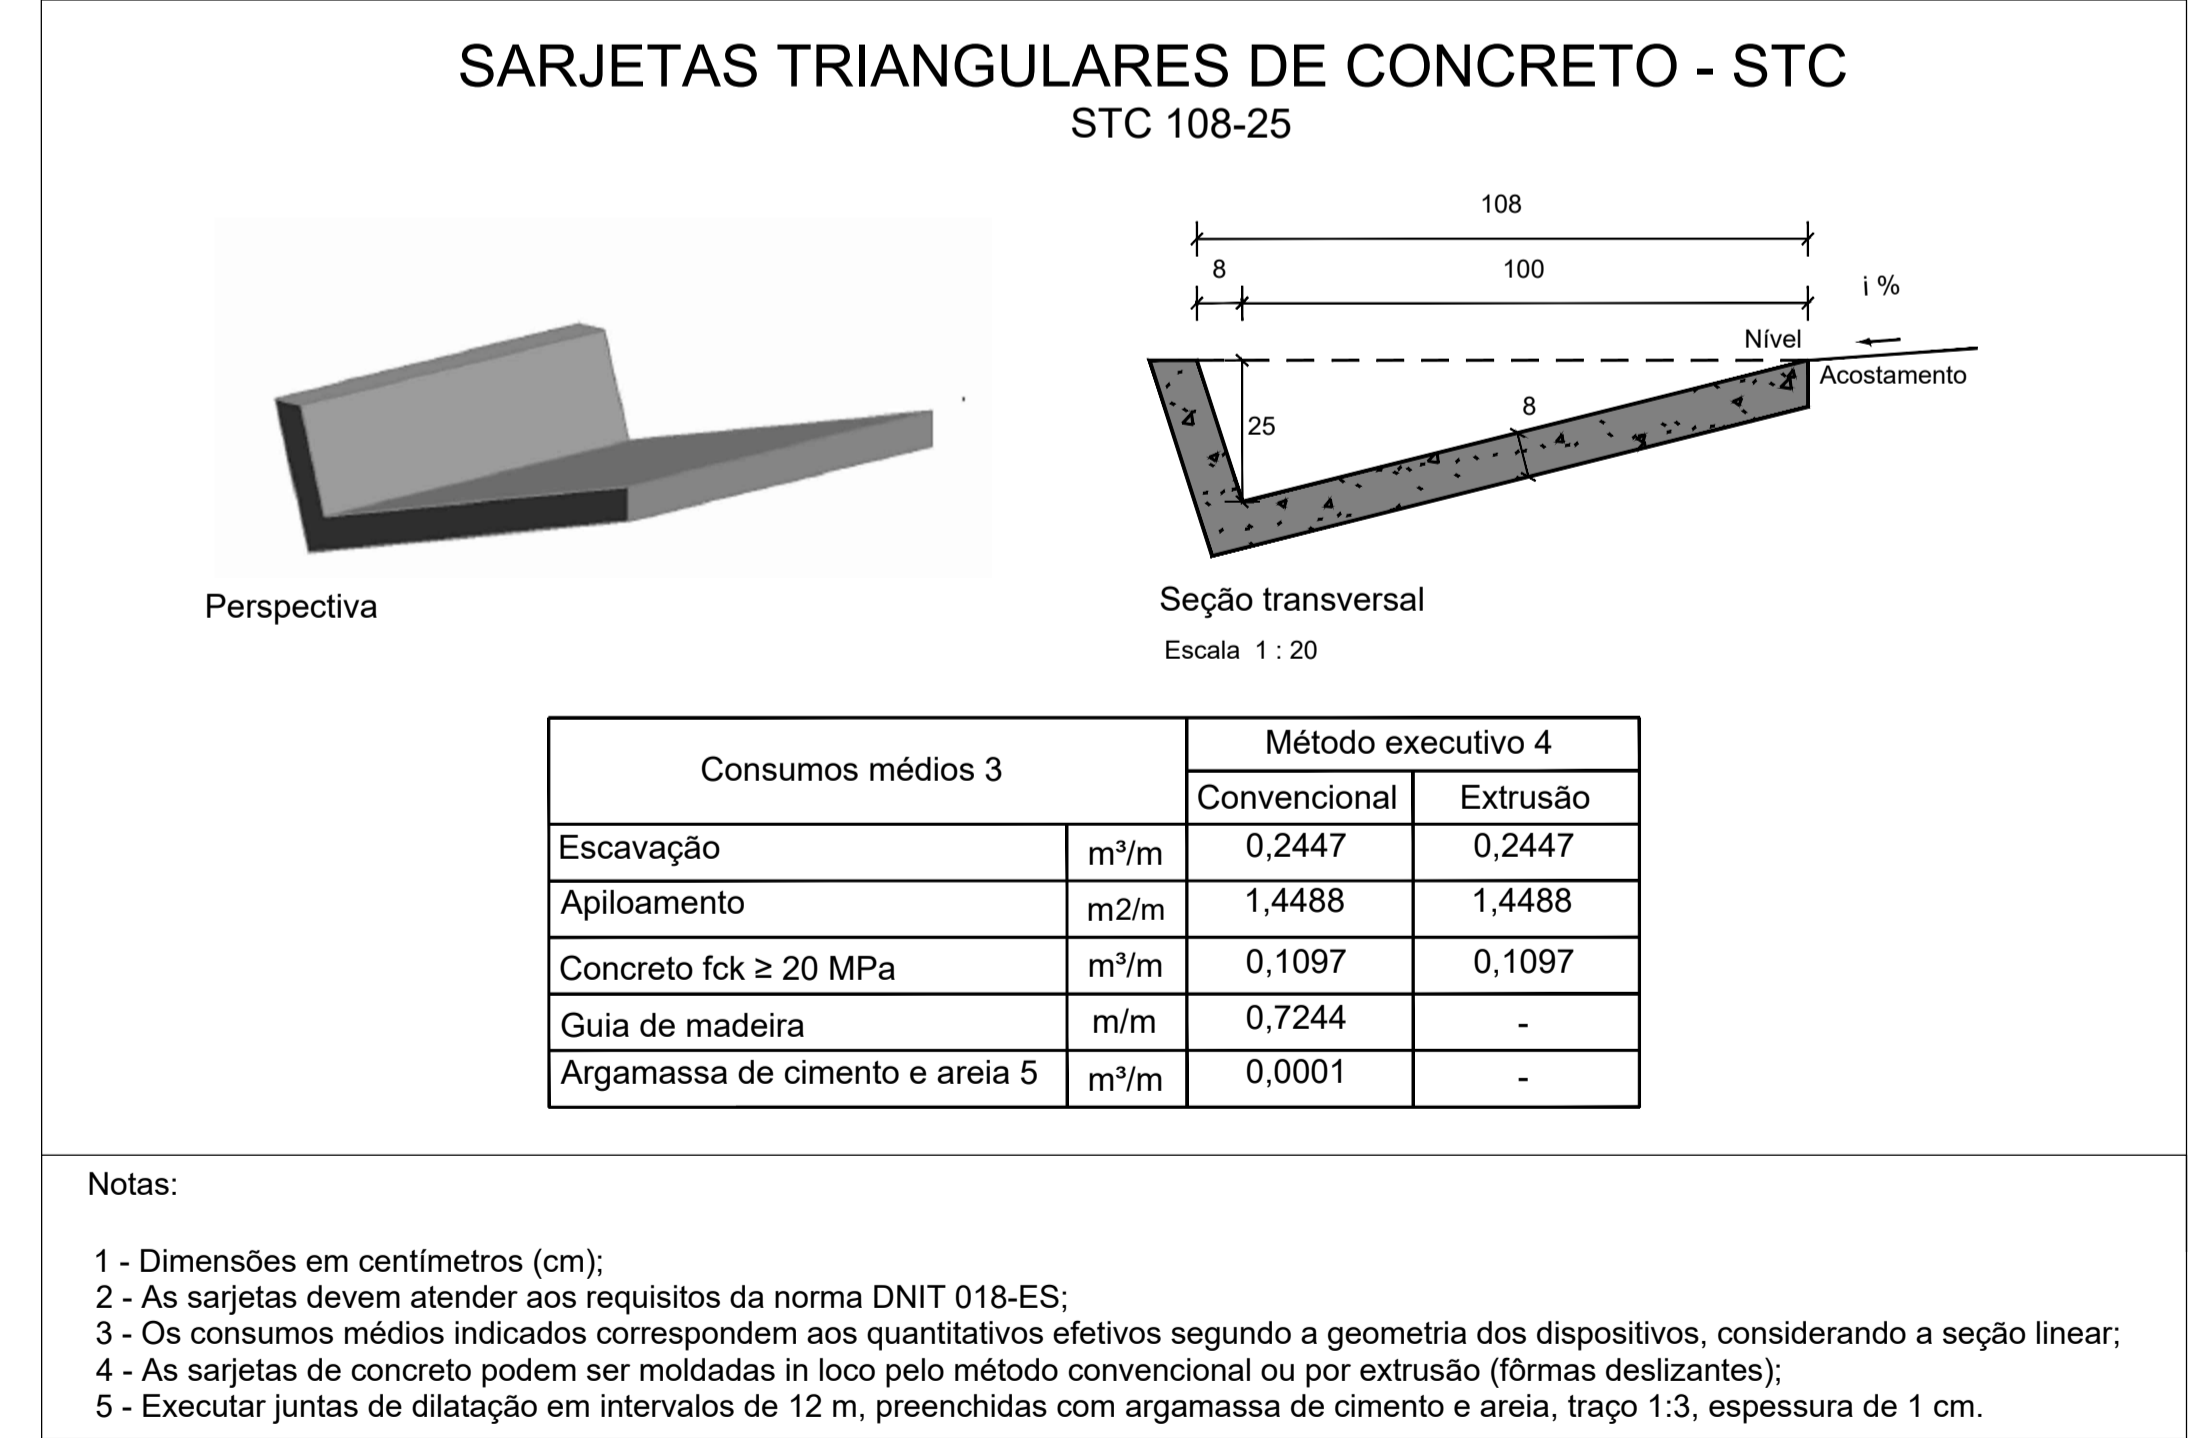 SARJETAS TRIANGULARES DE CONCRETO - STC
STC 108-25
108
8
100
i %
Nível
Acostamento
8
25
Perspectiva
Seção transversal
Escala 1 : 20
Consumos médios 3
Método executivo 4
Convencional
Extrusão
Escavação m³/m 0,2447 0,2447
Apiloamento m2/m 1,4488 1,4488
Concreto fck ≥ 20 MPa m³/m 0,1097 0,1097
Guia de madeira m/m 0,7244 -
Argamassa de cimento e areia 5 m³/m 0,0001 -
Notas:
1 - Dimensões em centímetros (cm);
2 - As sarjetas devem atender aos requisitos da norma DNIT 018-ES;
3 - Os consumos médios indicados correspondem aos quantitativos efetivos segundo a geometria dos dispositivos, considerando a seção linear;
4 - As sarjetas de concreto podem ser moldadas in loco pelo método convencional ou por extrusão (fôrmas deslizantes);
5 - Executar juntas de dilatação em intervalos de 12 m, preenchidas com argamassa de cimento e areia, traço 1:3, espessura de 1 cm.